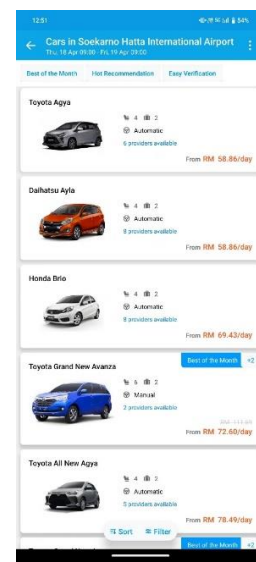 12:51
54%
Cars in Soekarno Hatta International Airport
Thu, 18 Apr 09:00 - Fri, 19 Apr 09:00
Best of the Month Hot Recommendation Easy Verification
Toyota Agya
4 2
Automatic
6 providers available
From RM 58.86/day
Daihatsu Ayla
4 2
Automatic
8 providers available
From RM 58.86/day
Honda Brio
4 2
Automatic
8 providers available
From RM 69.43/day
Best of the Month +2
Toyota Grand New Avanza
6 2
Manual
2 providers available
From RM 72.60/day
Toyota All New Agya
4 2
Automatic
5 providers available
From RM 78.49/day
Sort Filter
Best of the Month +2